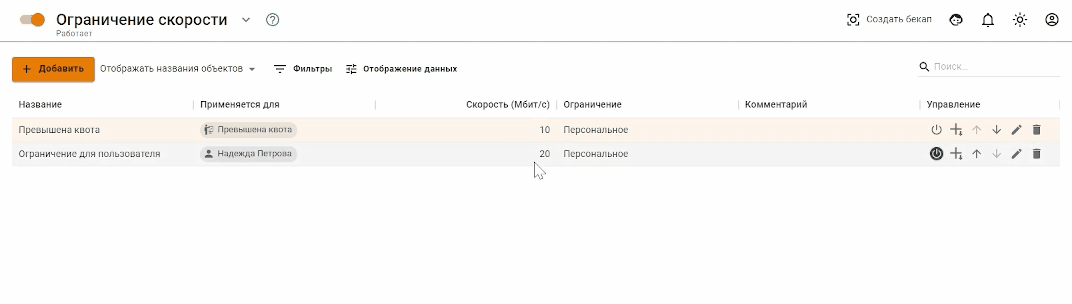 Ограничение скорости
Работает
Создать бекап
Добавить Отображать названия объектов Фильтры Отображение данных Поиск...
Название Применяется для Скорость (Мбит/с) Ограничение Комментарий Управление
Превышена квота Превышена квота 10 Персональное
Ограничение для пользователя Надежда Петрова 20 Персональное